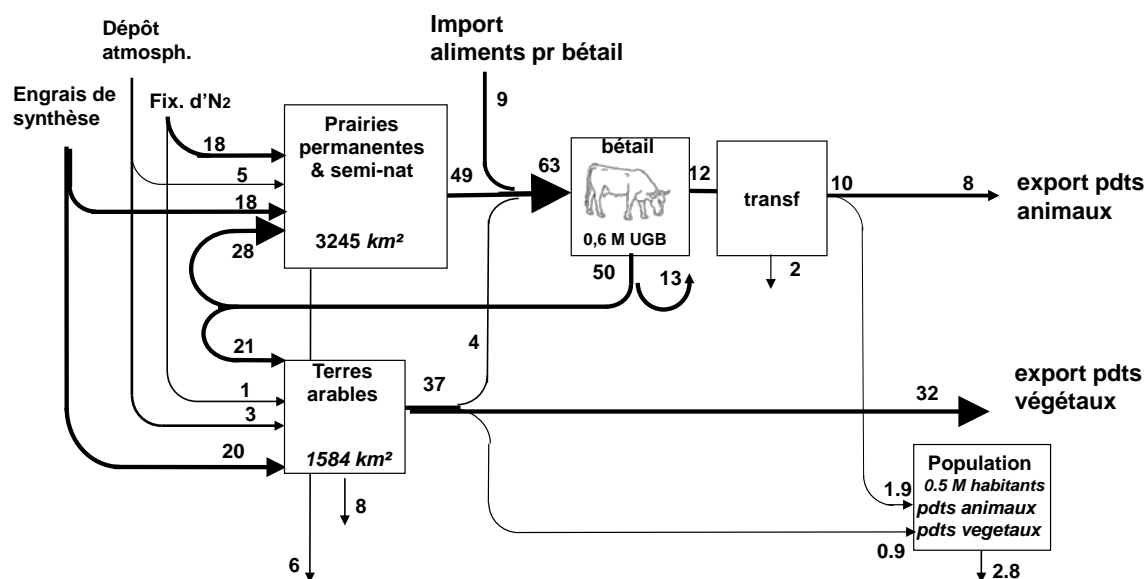 Dépôt
atmosph.
Import
aliments pr bétail
Engrais de
synthèse
Fix. d'N2
9
Prairies
permanentes
& semi-nat
3245 km²
18
5
18
28
49
63
bétail
0,6 M UGB
12
transf
10
8
export pdts
animaux
50
13
2
4
21
1
3
20
Terres
arables
1584 km²
37
32
export pdts
végétaux
8
6
Population
0.5 M habitants
pdts animaux
pdts vegetaux
1.9
0.9
2.8